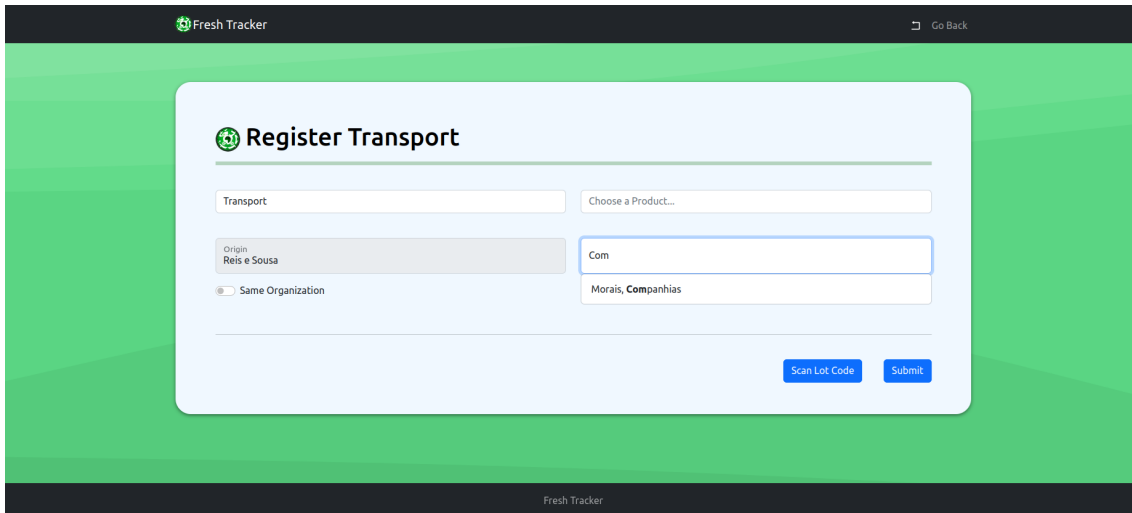 Fresh Tracker
Go Back
Register Transport
Transport
Choose a Product...
Origin
Reis e Sousa
Com
Same Organization
Morais, Companhias
Scan Lot Code
Submit
Fresh Tracker